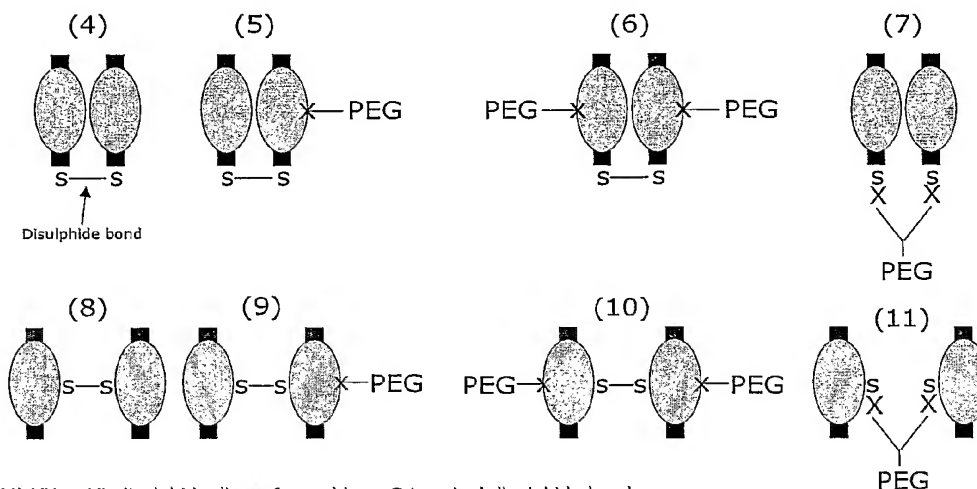 (4) (5) (6) (7)
X—PEG PEG—X X—PEG
S—S S—S S—S S S
X X
Disulphide bond
PEG
(8) (9) (10) (11)
S—S S—S X—PEG PEG—X S—S X—PEG S S
X X
PEG